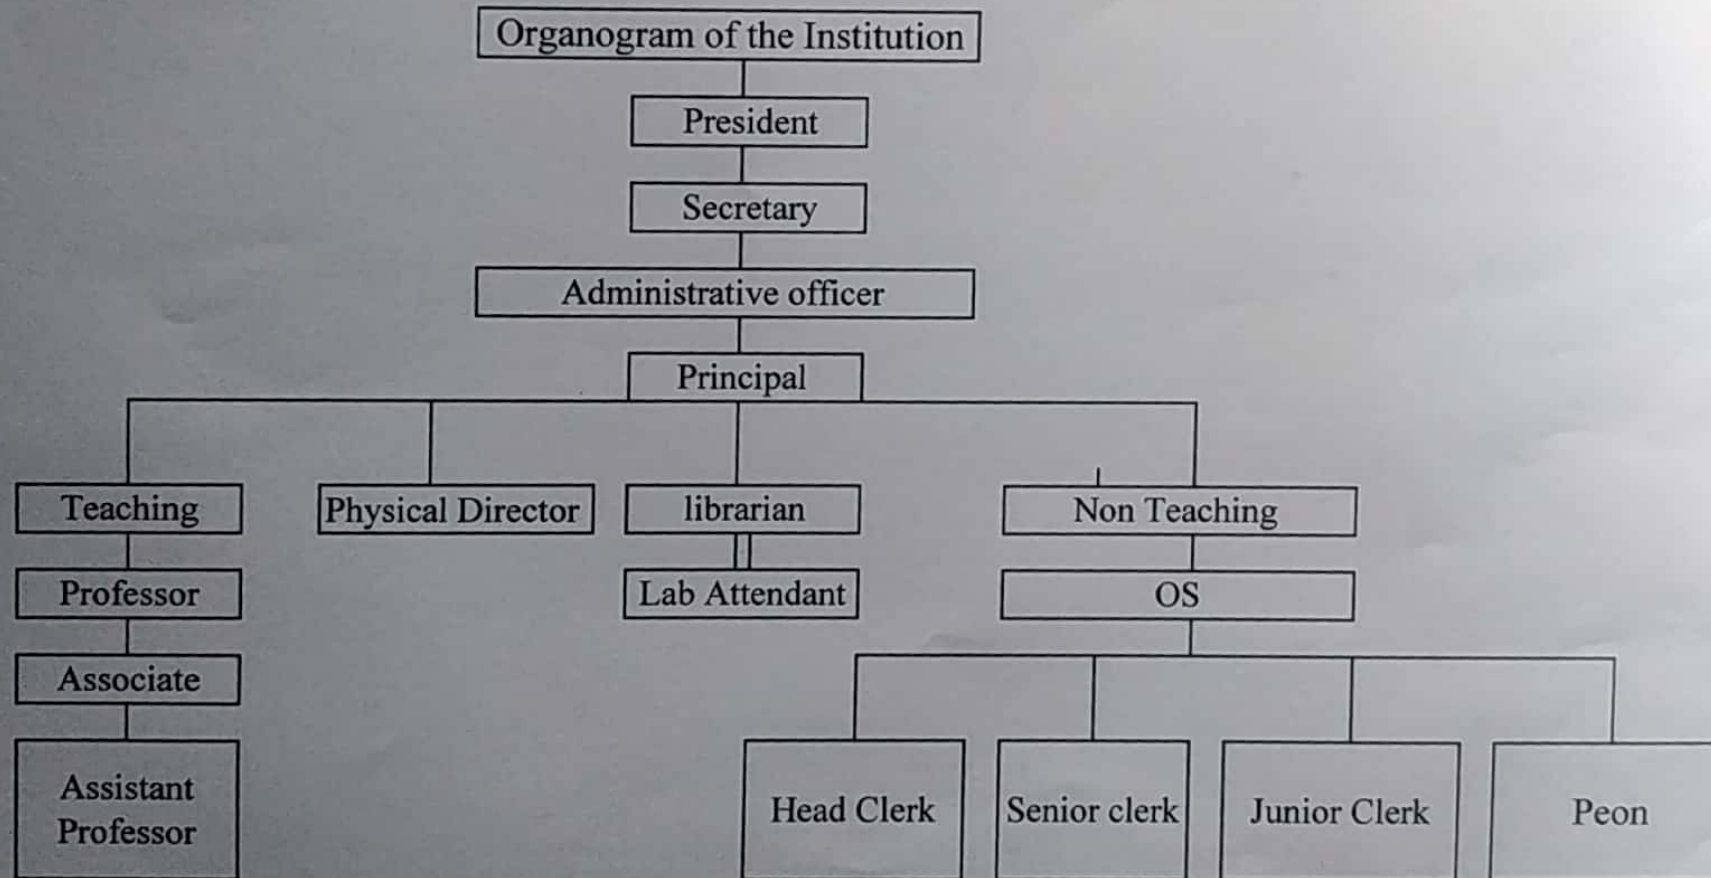 Organogram of the Institution
President
Secretary
Administrative officer
Principal
Teaching
Physical Director
librarian
Non Teaching
Professor
Lab Attendant
OS
Associate
Assistant
Professor
Head Clerk
Senior clerk
Junior Clerk
Peon